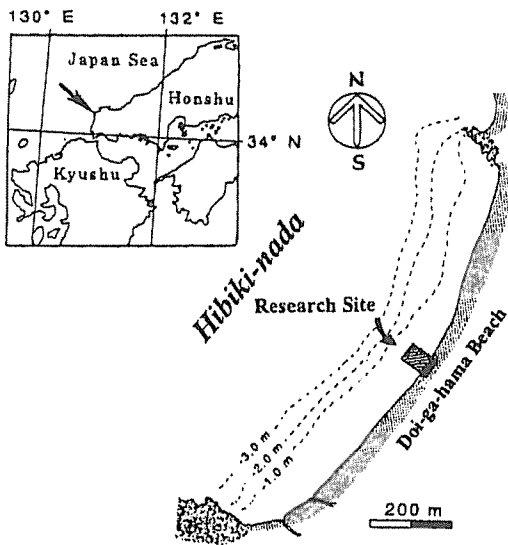 130° E
132° E
Japan Sea
Honshu
34° N
Kyushu
N
S
Hibiki-nada
Research Site
Doi-ga-hama Beach
-3.0 m
-2.0 m
-1.0 m
200 m